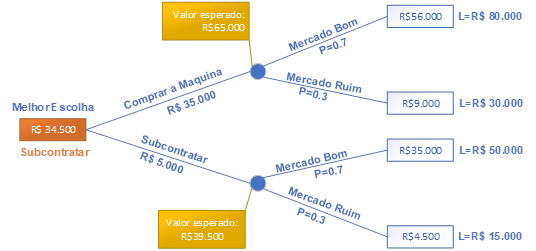 Valor esperado:
R$65.000
Mercado Bom
P=0.7
R$56.000
L=R$ 80.000
Comprar a Maquina
R$ 35.000
Mercado Ruim
P=0.3
R$9.000
L=R$ 30.000
Melhor Escolha
R$ 34.500
Subcontratar
Subcontratar
R$ 5.000
Mercado Bom
P=0.7
R$35.000
L=R$ 50.000
Valor esperado:
R$39.500
Mercado Ruim
P=0.3
R$4.500
L=R$ 15.000